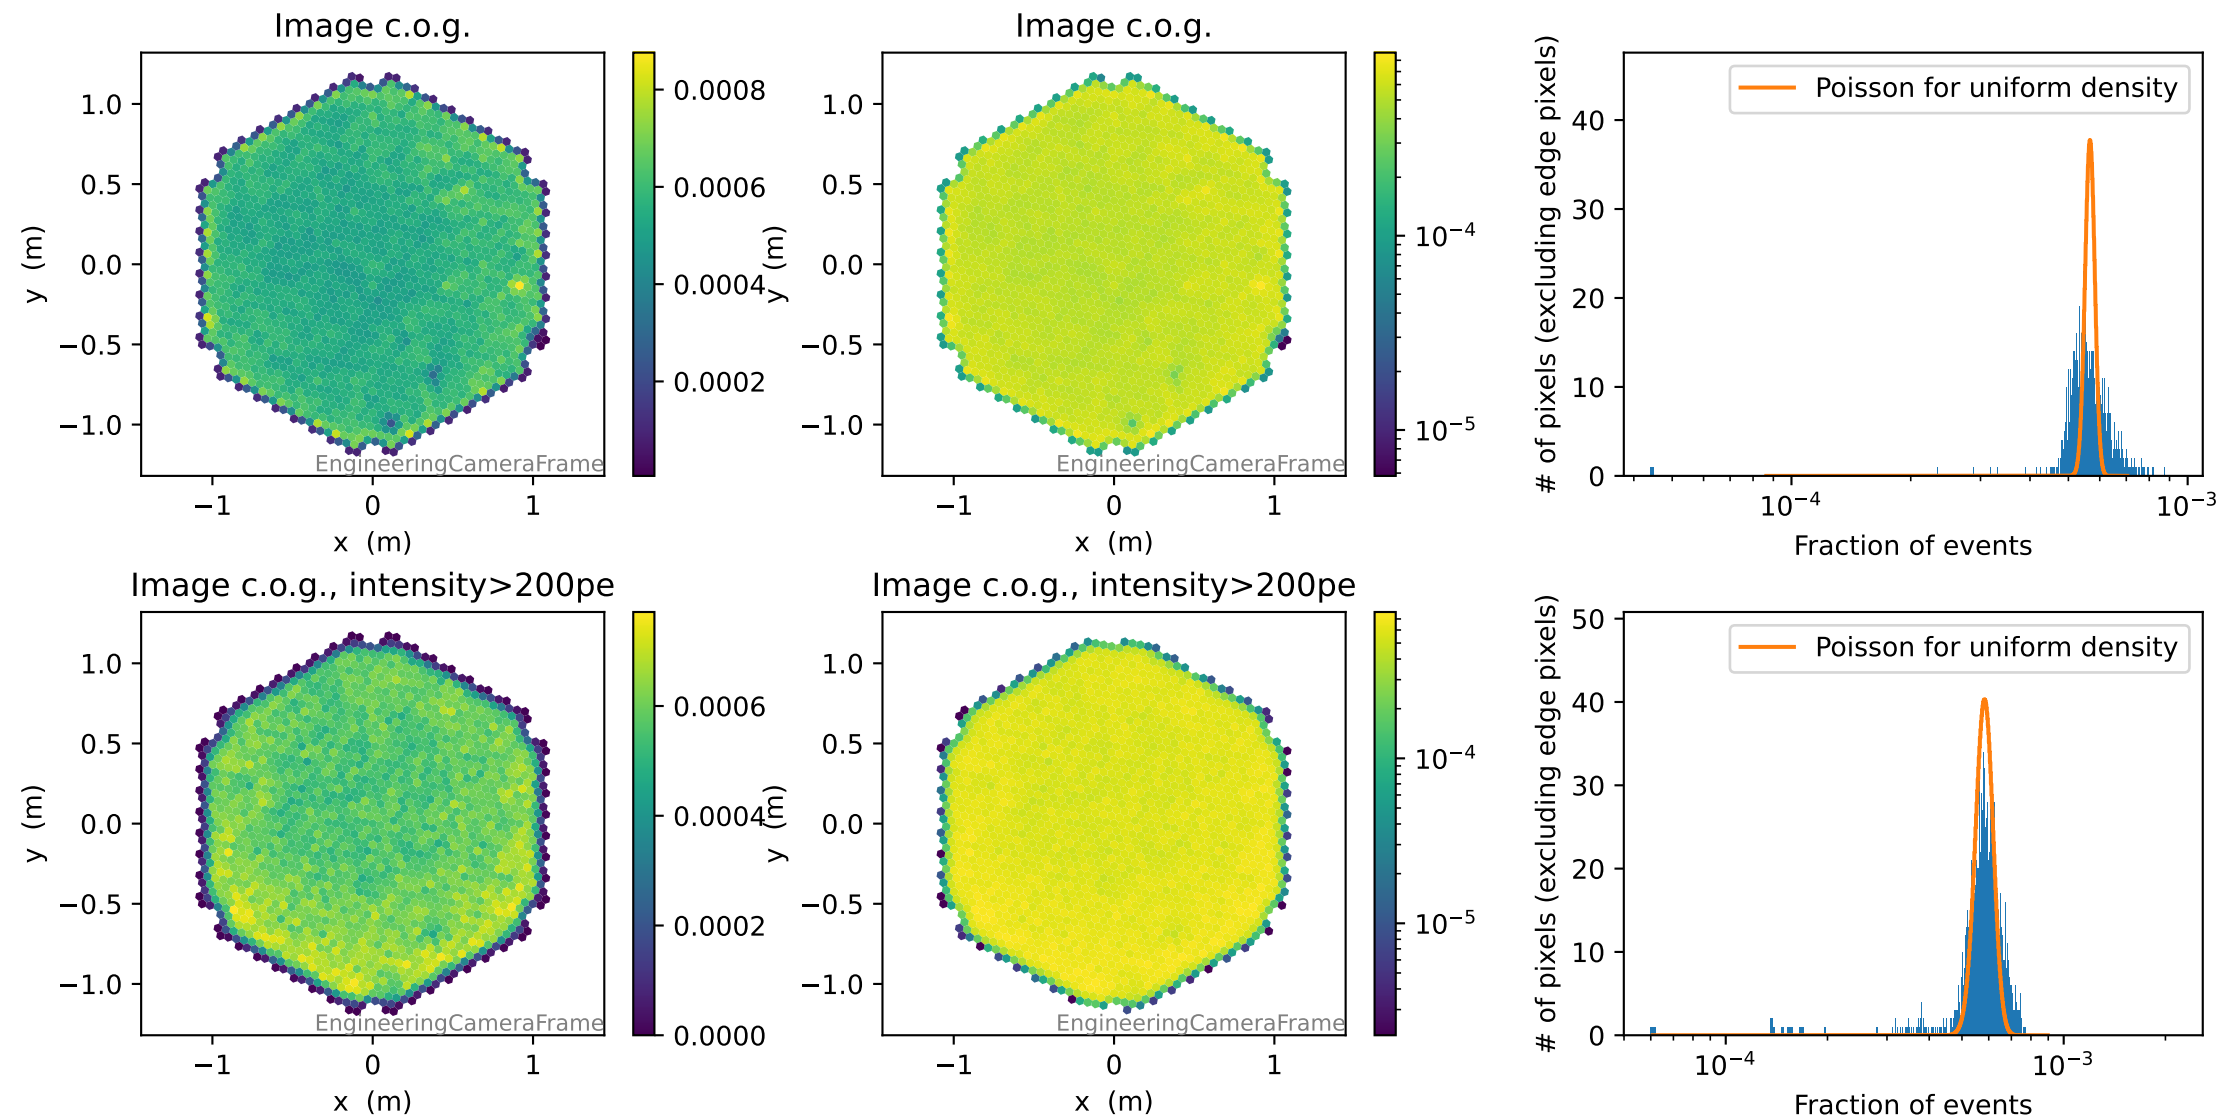 Image c.o.g.
1.0
0.5
0.0
−0.5
−1.0
y (m)
−1
0
1
x (m)
EngineeringCameraFrame
0.0008
0.0006
0.0004
0.0002
Image c.o.g.
1.0
0.5
0.0
−0.5
−1.0
y (m)
−1
0
1
x (m)
EngineeringCameraFrame
10⁻⁴
10⁻⁵
# of pixels (excluding edge pixels)
40
30
20
10
0
Poisson for uniform density
10⁻⁴
10⁻³
Fraction of events
Image c.o.g., intensity>200pe
1.0
0.5
0.0
−0.5
−1.0
y (m)
−1
0
1
x (m)
EngineeringCameraFrame
0.0006
0.0004
0.0002
0.0000
Image c.o.g., intensity>200pe
1.0
0.5
0.0
−0.5
−1.0
y (m)
−1
0
1
x (m)
EngineeringCameraFrame
10⁻⁴
10⁻⁵
# of pixels (excluding edge pixels)
50
40
30
20
10
0
Poisson for uniform density
10⁻⁴
10⁻³
Fraction of events